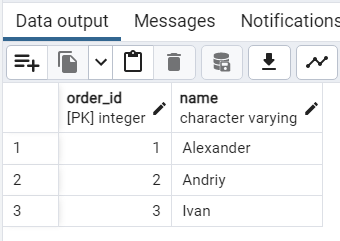 Data output Messages Notifications
order_id name
[PK] integer character varying
1 1 Alexander
2 2 Andriy
3 3 Ivan